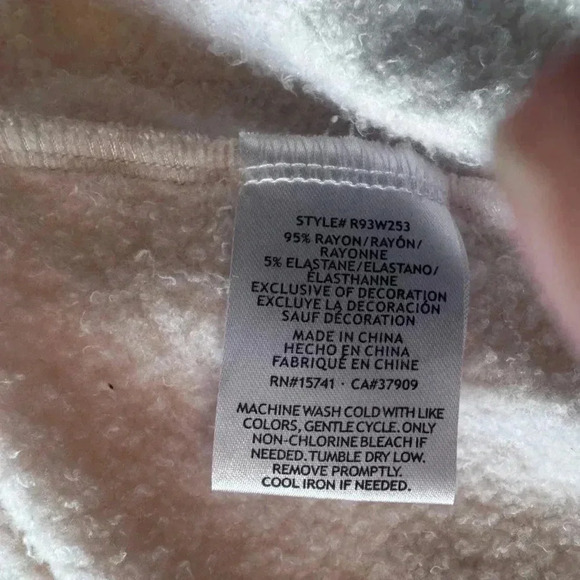 STYLE# R93W253
95% RAYON/RAYÓN/
RAYONNE
5% ELASTANE/ELASTANO/
ÉLASTHANNE
EXCLUSIVE OF DECORATION
EXCLUYE LA DECORACIÓN
SAUF DÉCORATION
MADE IN CHINA
HECHO EN CHINA
FABRIQUÉ EN CHINE
RN#15741 · CA#37909
MACHINE WASH COLD WITH LIKE
COLORS, GENTLE CYCLE. ONLY
NON-CHLORINE BLEACH IF
NEEDED. TUMBLE DRY LOW.
REMOVE PROMPTLY.
COOL IRON IF NEEDED.